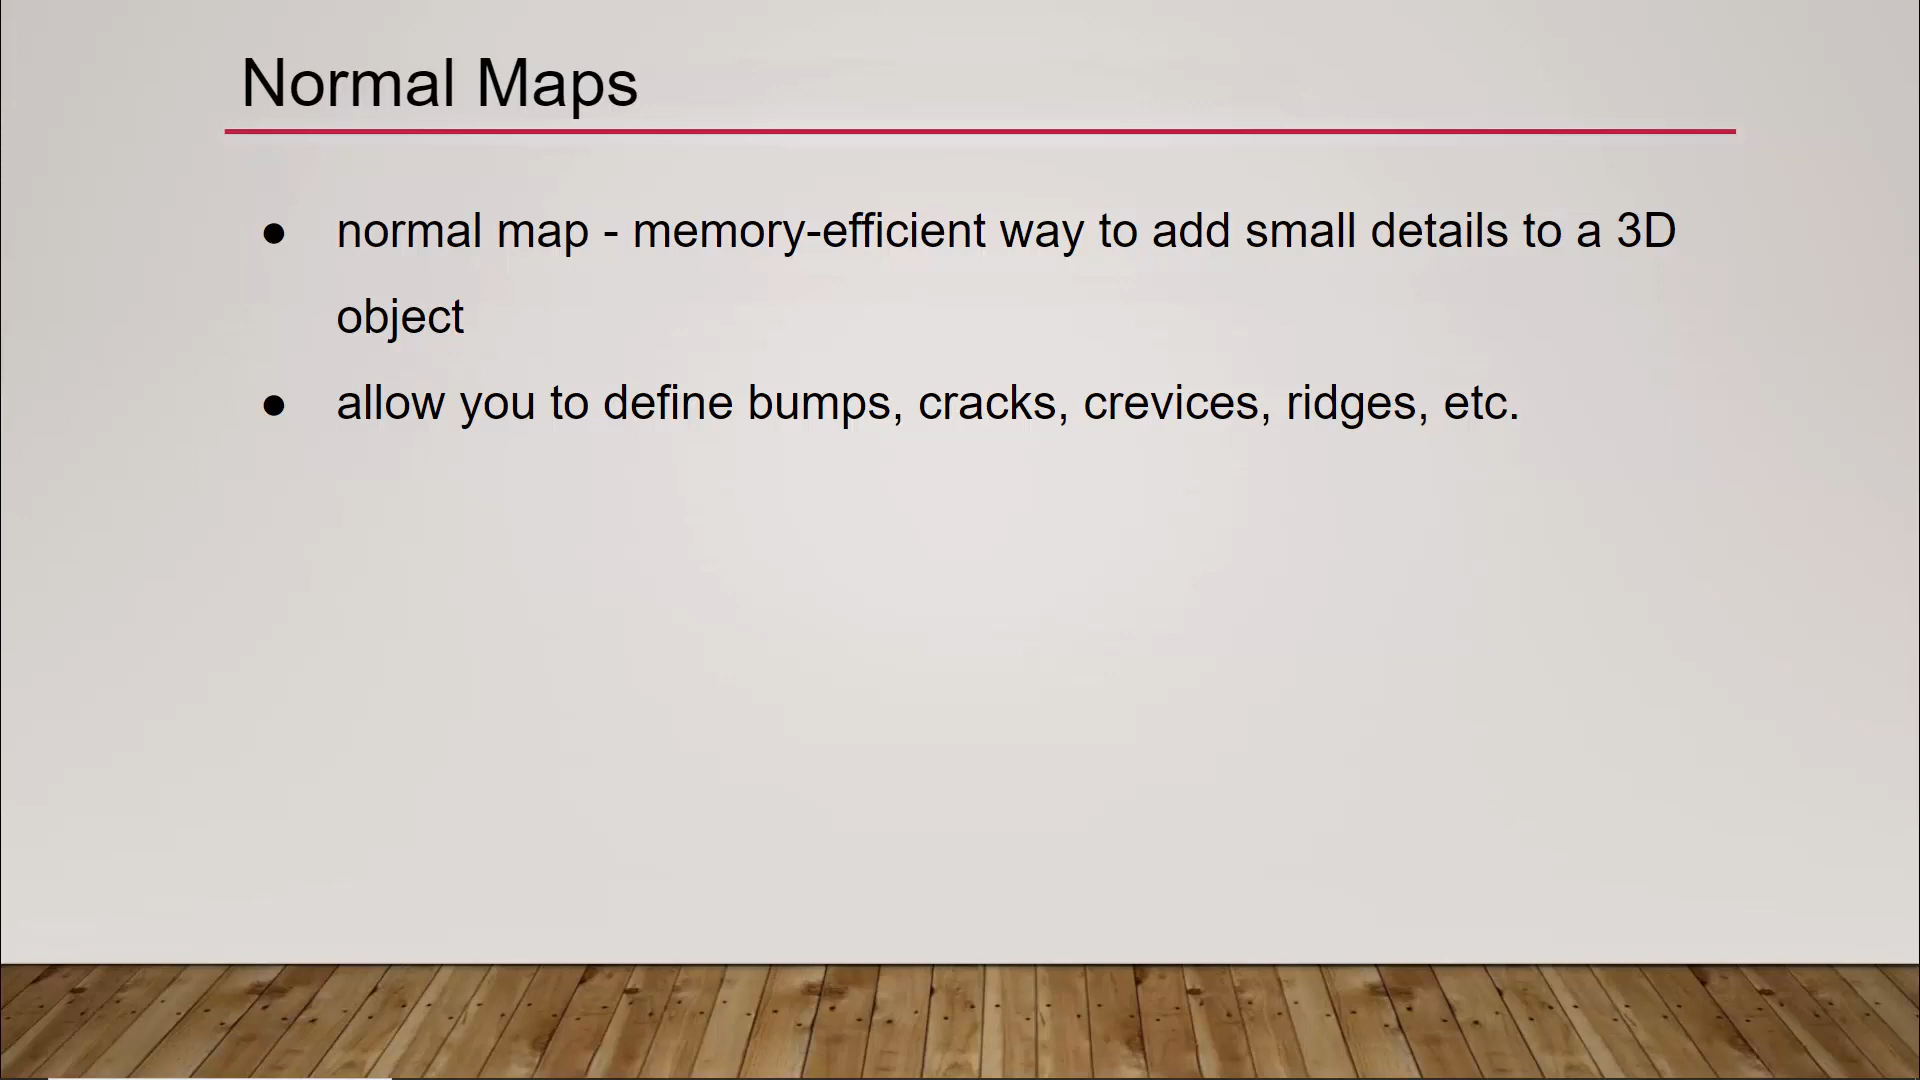 Normal Maps
● normal map - memory-efficient way to add small details to a 3D
object
● allow you to define bumps, cracks, crevices, ridges, etc.